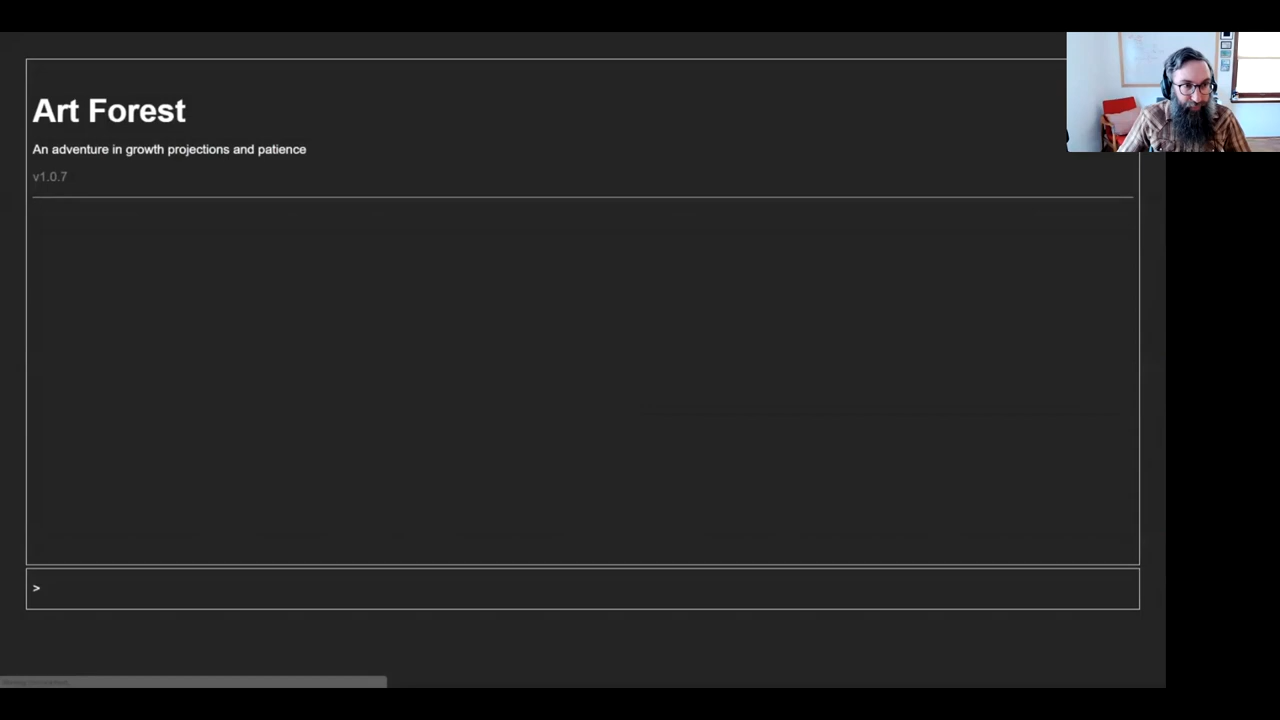 Art Forest
An adventure in growth projections and patience
v1.0.7
>